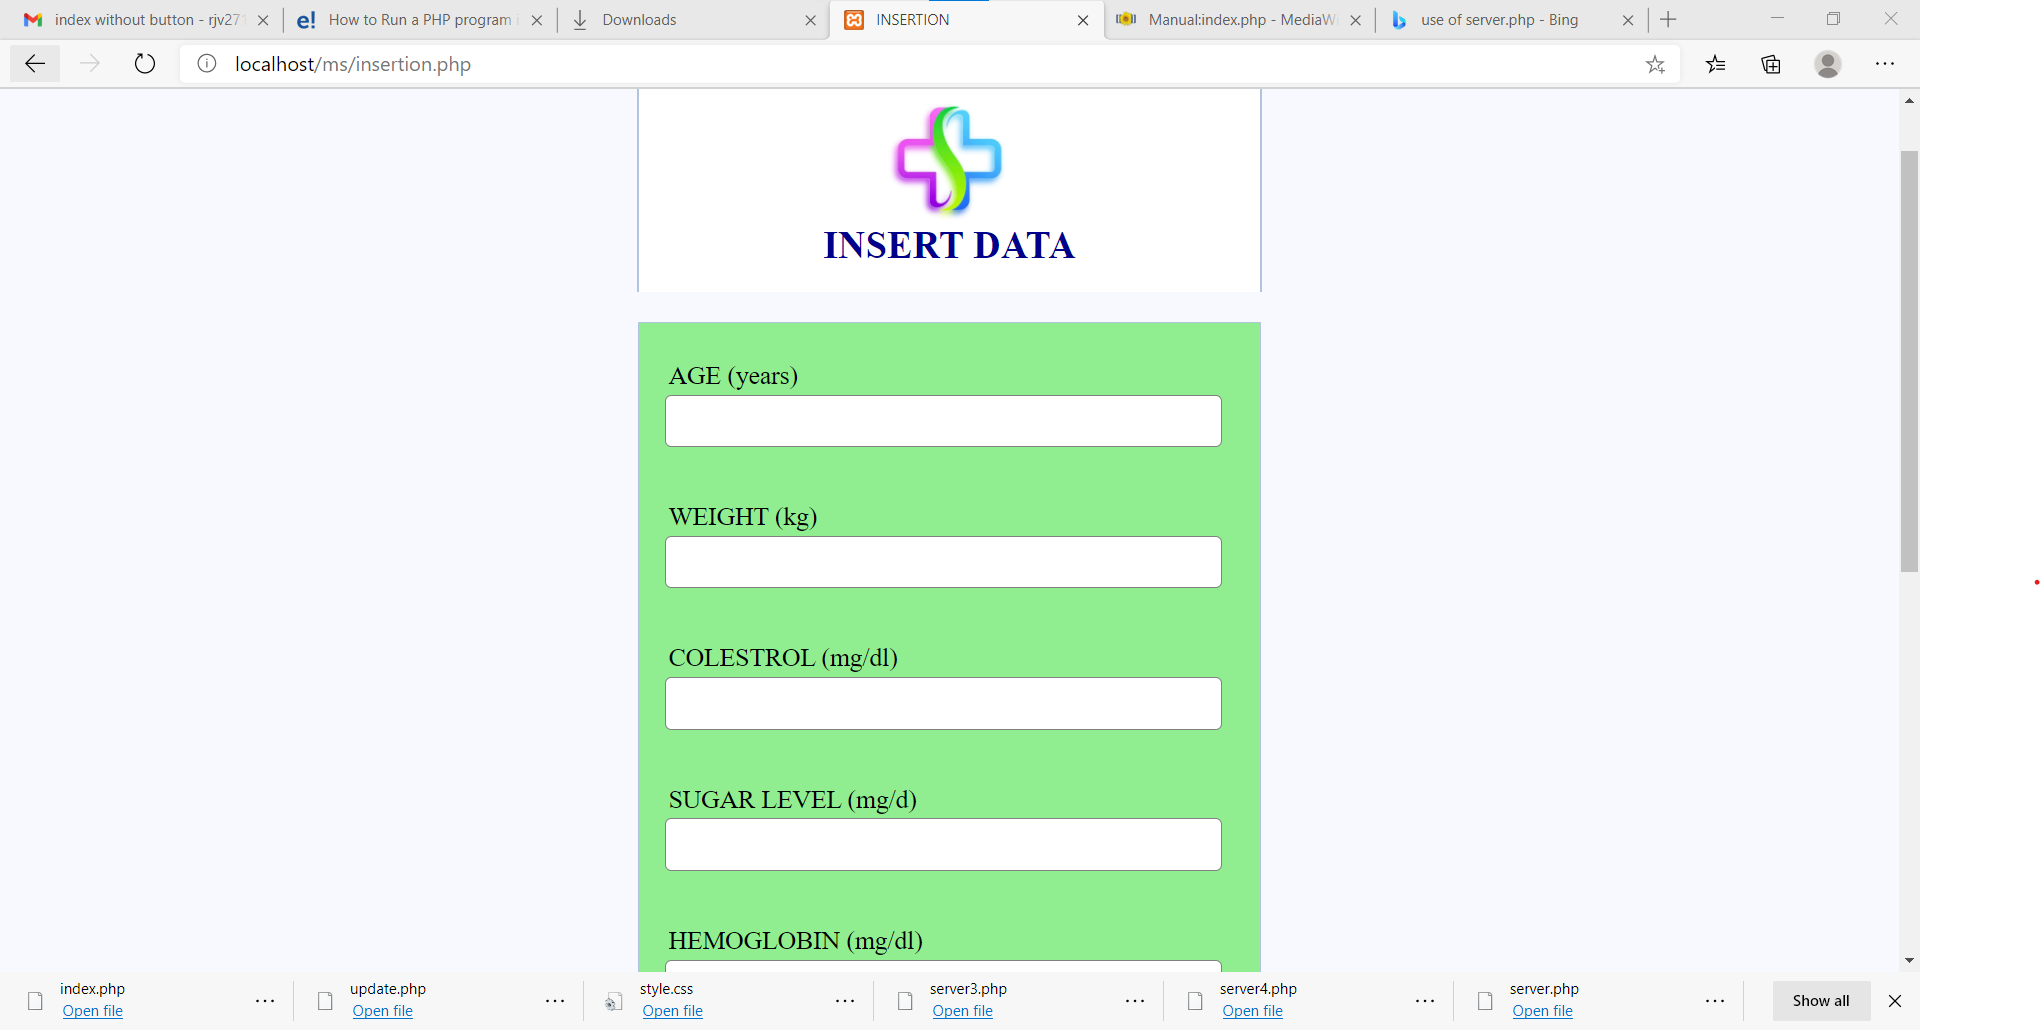 index without button - rjv27
How to Run a PHP program
Downloads
INSERTION
Manual:index.php - MediaW
use of server.php - Bing
localhost/ms/insertion.php
INSERT DATA
AGE (years)
WEIGHT (kg)
COLESTROL (mg/dl)
SUGAR LEVEL (mg/d)
HEMOGLOBIN (mg/dl)
index.php
Open file
update.php
Open file
style.css
Open file
server3.php
Open file
server4.php
Open file
server.php
Open file
Show all